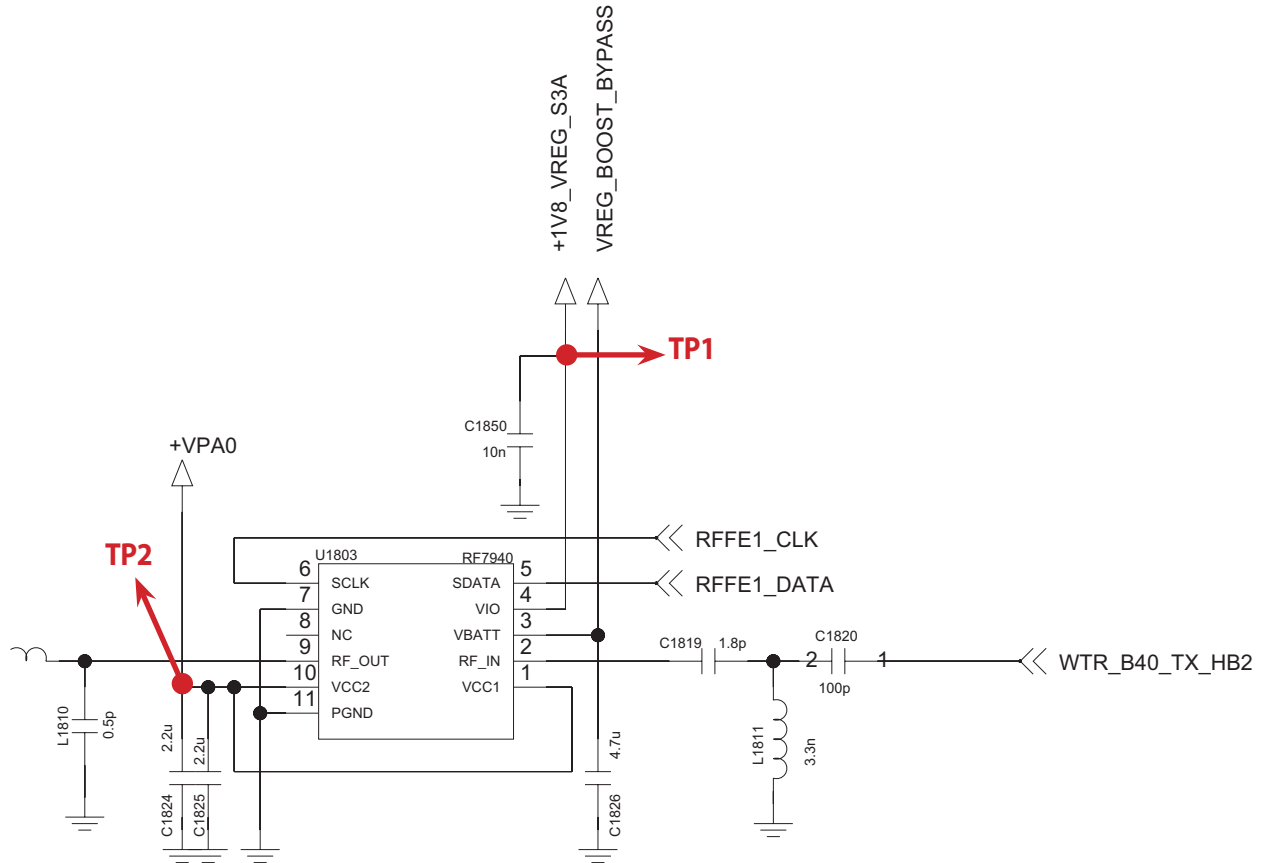 +1V8_VREG_S3A
VREG_BOOST_BYPASS
TP1
C1850
10n
+VPA0
TP2
RFFE1_CLK
RFFE1_DATA
U1803
RF7940
6
SCLK
SDATA
5
7
GND
VIO
4
8
NC
VBATT
3
9
RF_OUT
RF_IN
2
10
VCC2
VCC1
1
11
PGND
C1819
1.8p
C1820
2
1
100p
WTR_B40_TX_HB2
L1810
0.5p
2.2u
2.2u
C1824
C1825
4.7u
C1826
L1811
3.3n